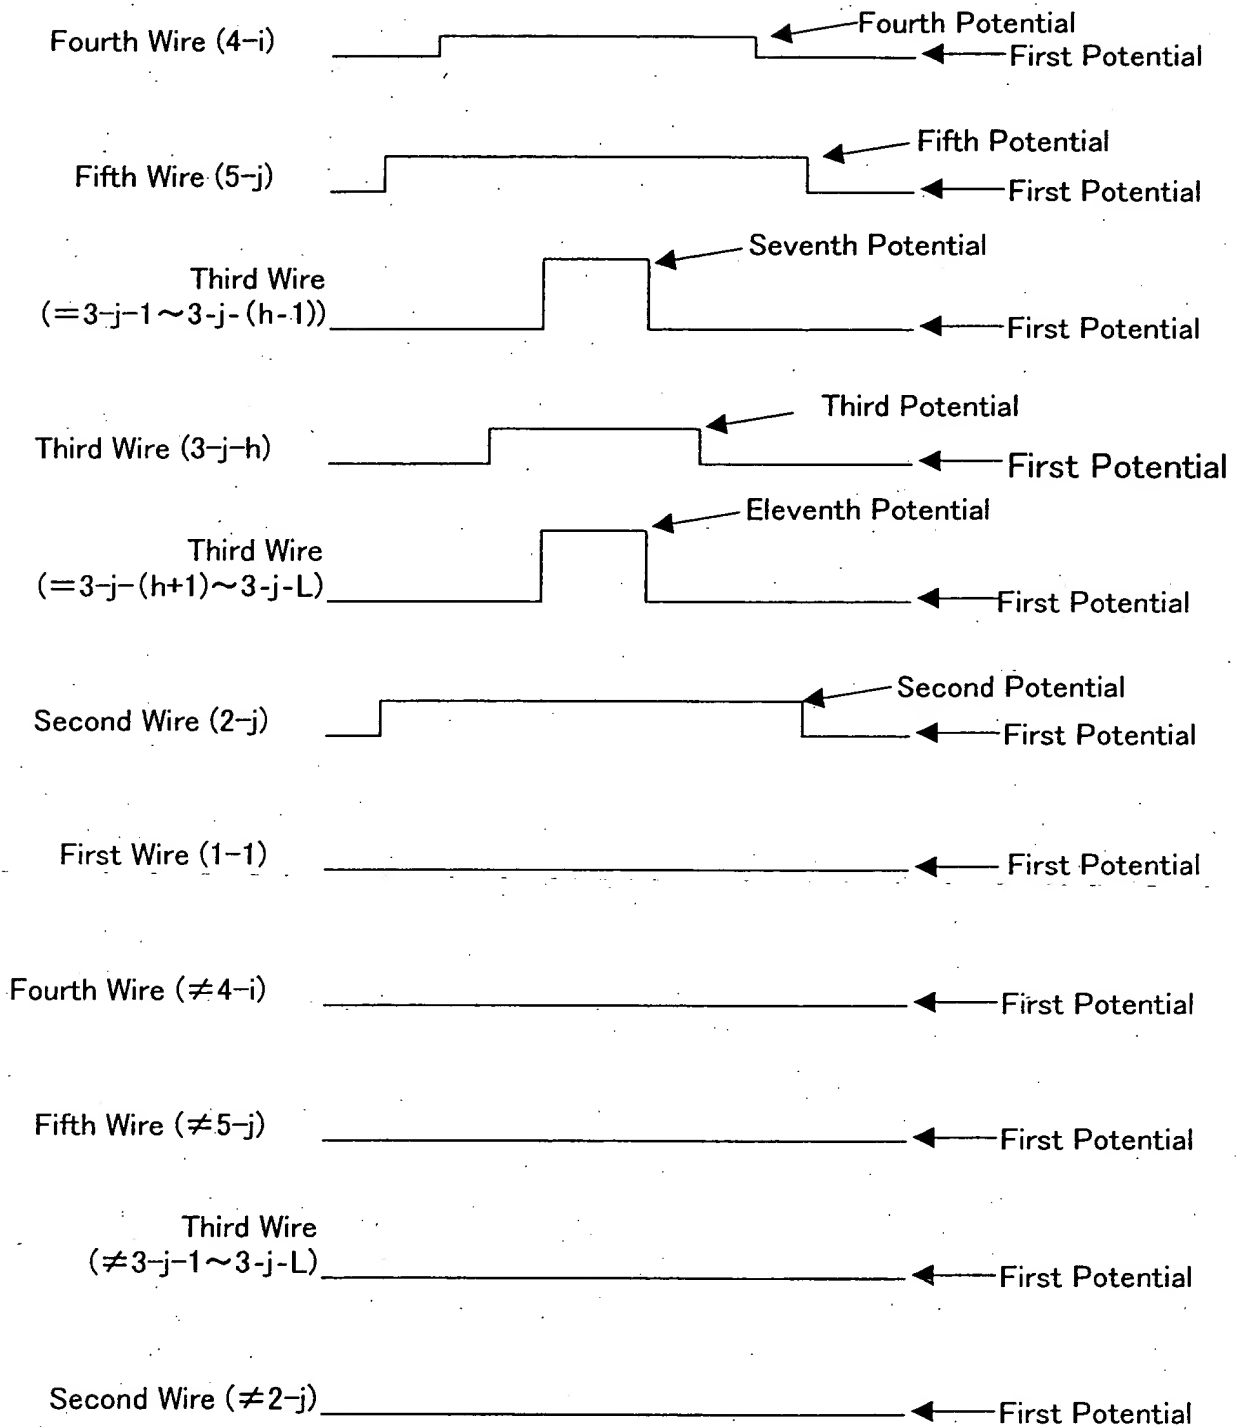 Fourth Wire (4-i)
Fourth Potential
First Potential
Fifth Wire (5-j)
Fifth Potential
First Potential
Third Wire
(=3-j-1~3-j-(h-1))
Seventh Potential
First Potential
Third Wire (3-j-h)
Third Potential
First Potential
Third Wire
(=3-j-(h+1)~3-j-L)
Eleventh Potential
First Potential
Second Wire (2-j)
Second Potential
First Potential
First Wire (1-1)
First Potential
Fourth Wire (≠4-i)
First Potential
Fifth Wire (≠5-j)
First Potential
Third Wire
(≠3-j-1~3-j-L)
First Potential
Second Wire (≠2-j)
First Potential